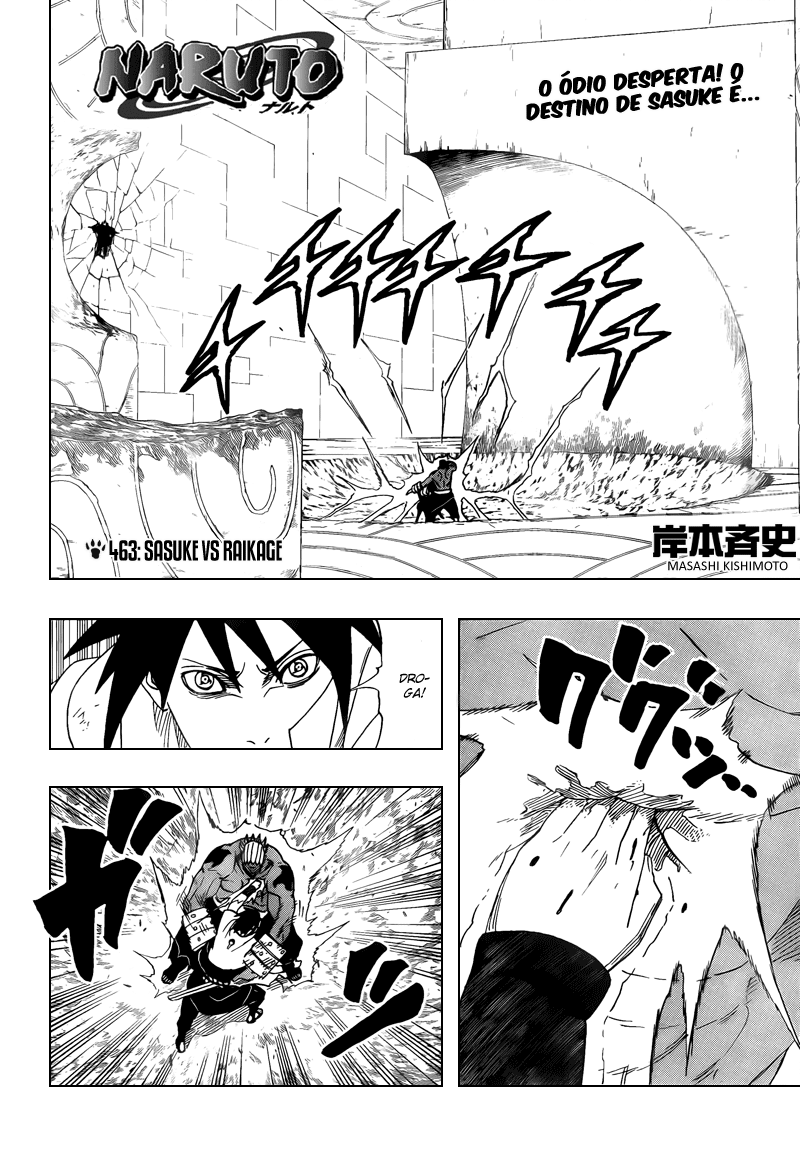 NARUTO
ナルト
O ÓDIO DESPERTA! O
DESTINO DE SASUKE É...
463: SASUKE VS RAIKAGE
岸本斉史
MASASHI KISHIMOTO
DRO-
GA!
ググッ…
ガッ